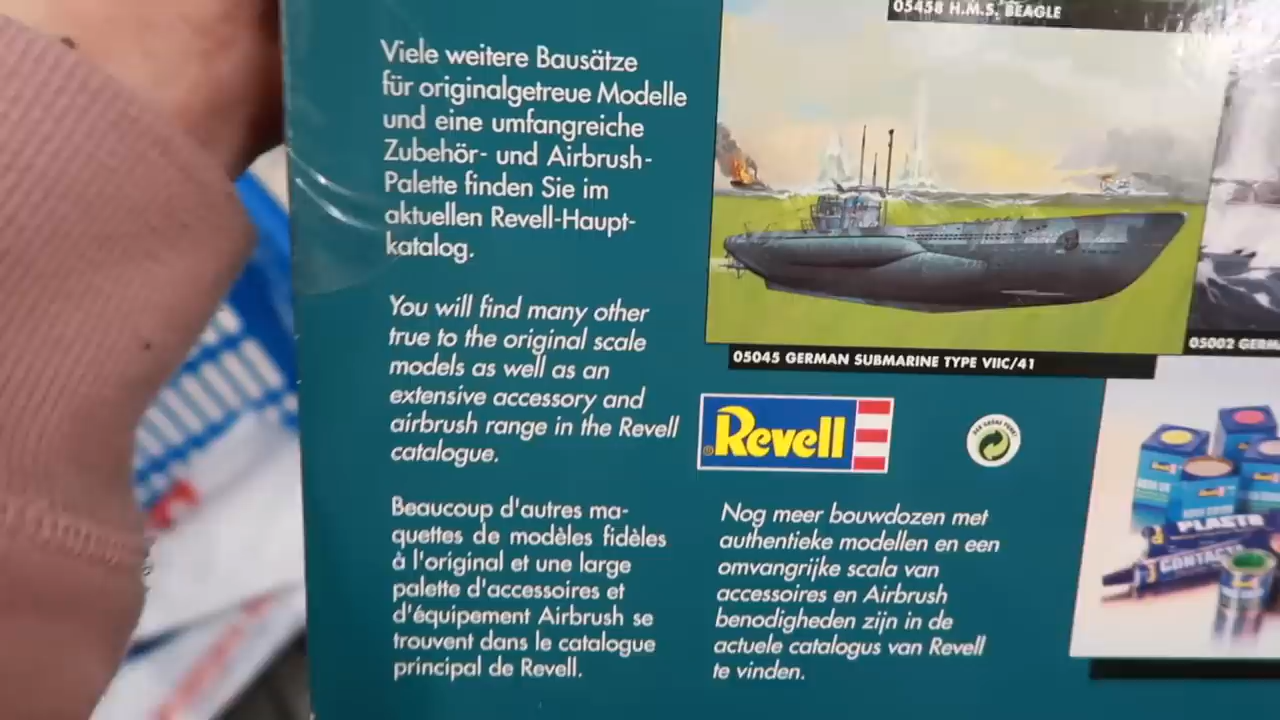 05458 H.M.S. BEAGLE
Viele weitere Bausätze
für originalgetreue Modelle
und eine umfangreiche
Zubehör- und Airbrush-
Palette finden Sie im
aktuellen Revell-Haupt-
katalog.
You will find many other
true to the original scale
models as well as an
extensive accessory and
airbrush range in the Revell
catalogue.
Beaucoup d'autres ma-
quettes de modèles fidèles
à l'original et une large
palette d'accessoires et
d'équipement Airbrush se
trouvent dans le catalogue
principal de Revell.
05045 GERMAN SUBMARINE TYPE VIIC/41
05002
®Revell
DER GRÜNE PUNKT
Nog meer bouwdozen met
authentieke modellen en een
omvangrijke scala van
accessoires en Airbrush
benodigheden zijn in de
actuele catalogus van Revell
te vinden.
PLASTO
CONTACTA